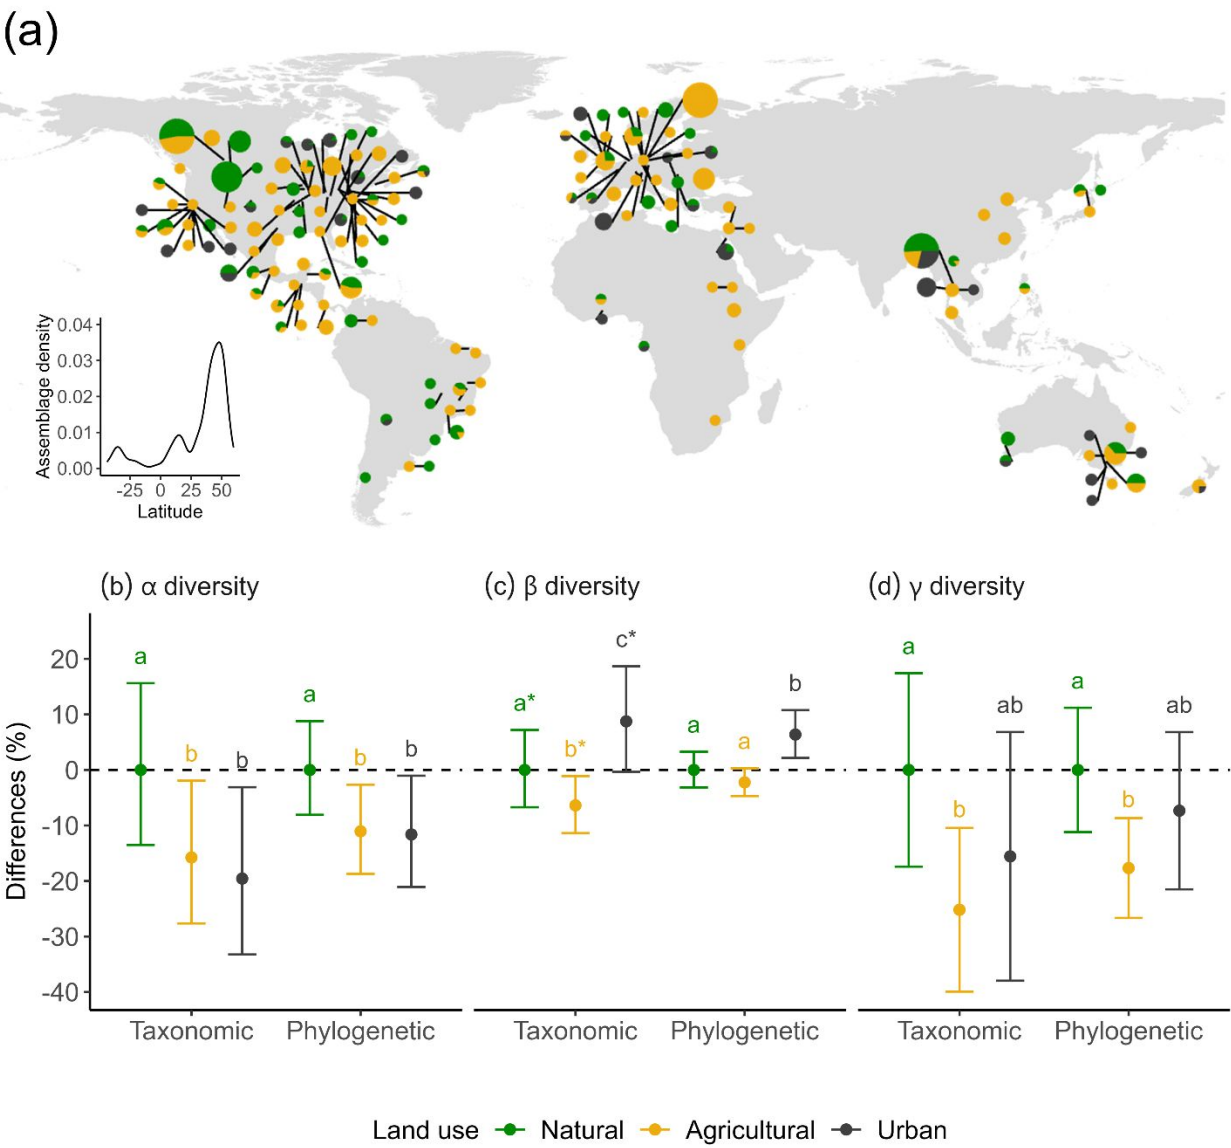 (a)
0.04
0.03
0.02
0.01
0.00
Assemblage density
-25 0 25 50
Latitude
(b) α diversity
(c) β diversity
(d) γ diversity
Differences (%)
20
10
0
-10
-20
-30
-40
a b b a b b
a* b* c* a a b
a b ab a b ab
Taxonomic Phylogenetic Taxonomic Phylogenetic Taxonomic Phylogenetic
Land use Natural Agricultural Urban